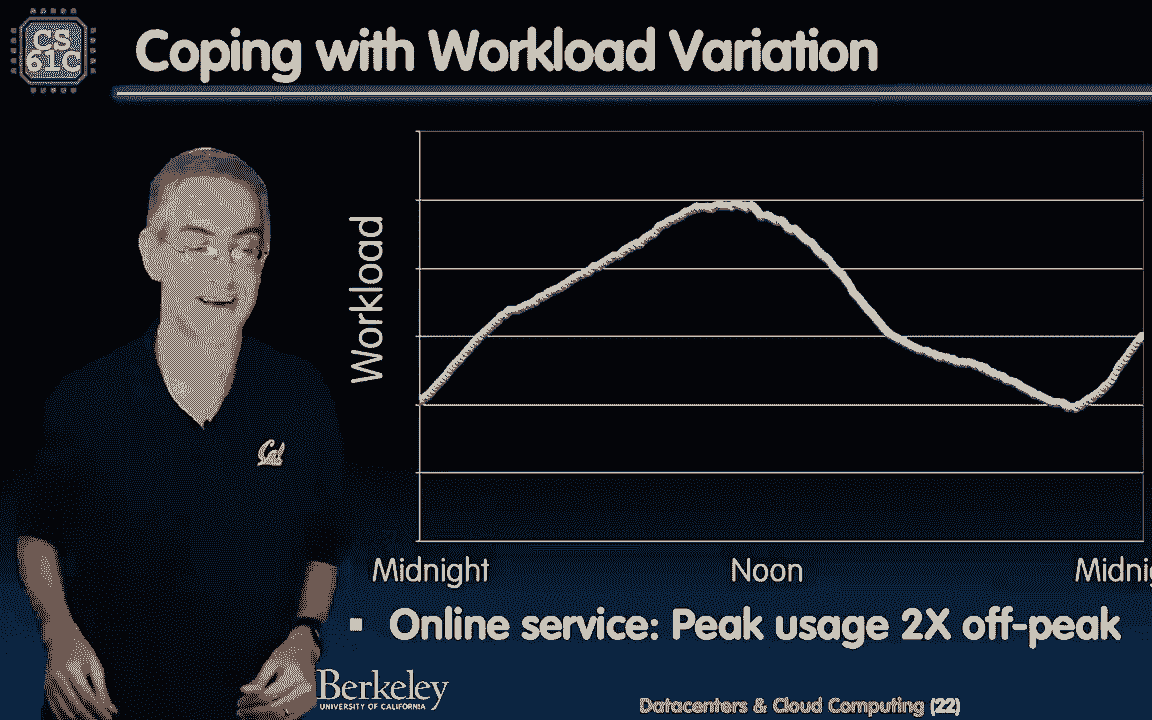 CS
61C
Coping with Workload Variation
Workload
Midnight
Noon
Midnig
Cal
▪ Online service: Peak usage 2X off-peak
Berkeley
UNIVERSITY OF CALIFORNIA
Datacenters & Cloud Computing (22)